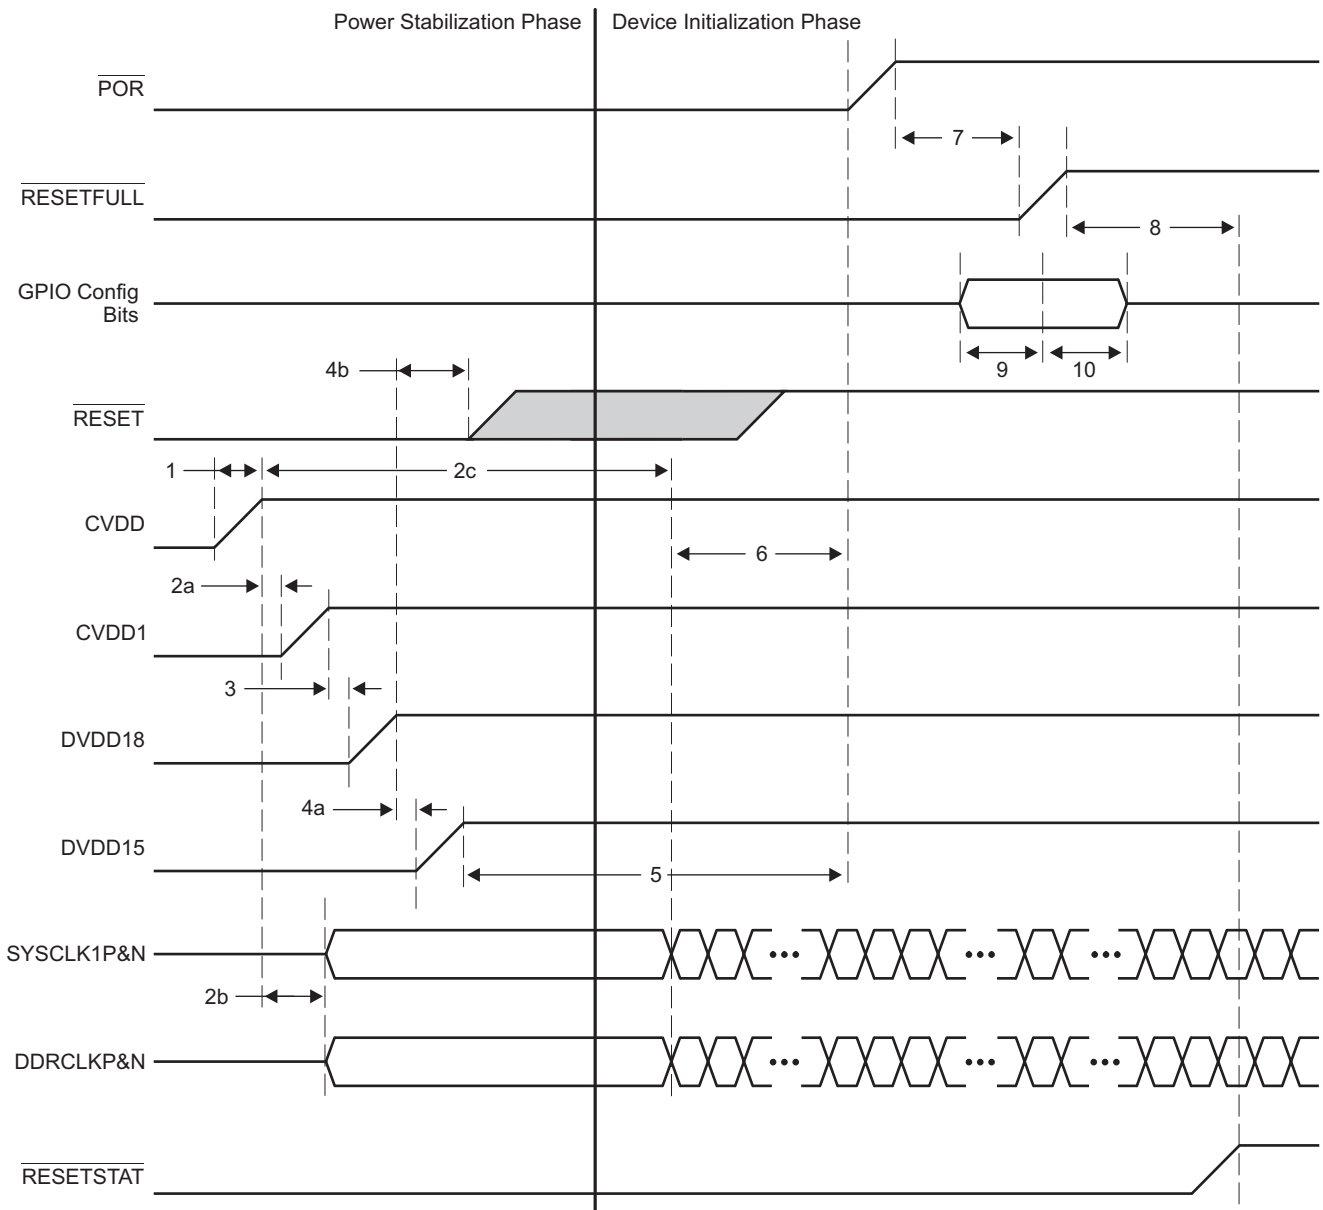 Power Stabilization Phase
Device Initialization Phase
POR
7
RESETFULL
8
GPIO Config
Bits
9
10
4b
RESET
1
2c
CVDD
6
2a
CVDD1
3
DVDD18
4a
DVDD15
5
SYSCLK1P&N
2b
DDRCLKP&N
RESETSTAT